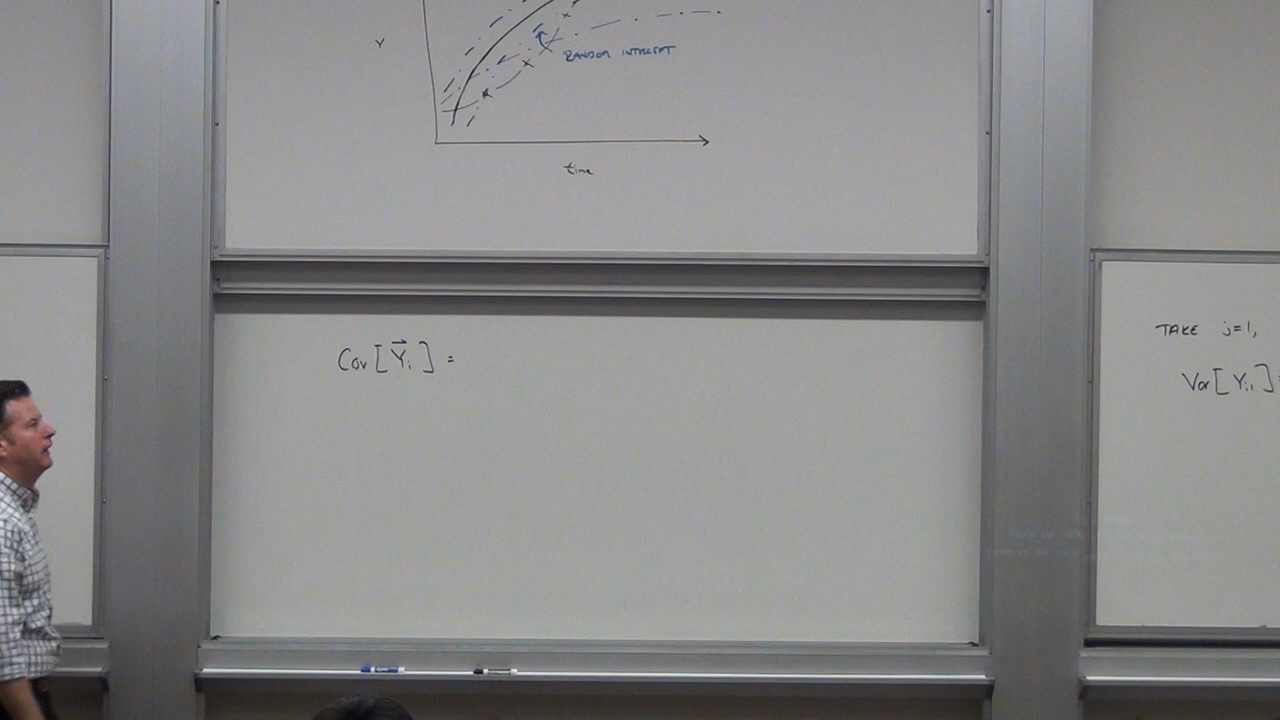 Y
RANDOM INTERCEPT
time
Cov[Y⃗ᵢ] =
TAKE j=1,
Var[Yᵢ₁]=